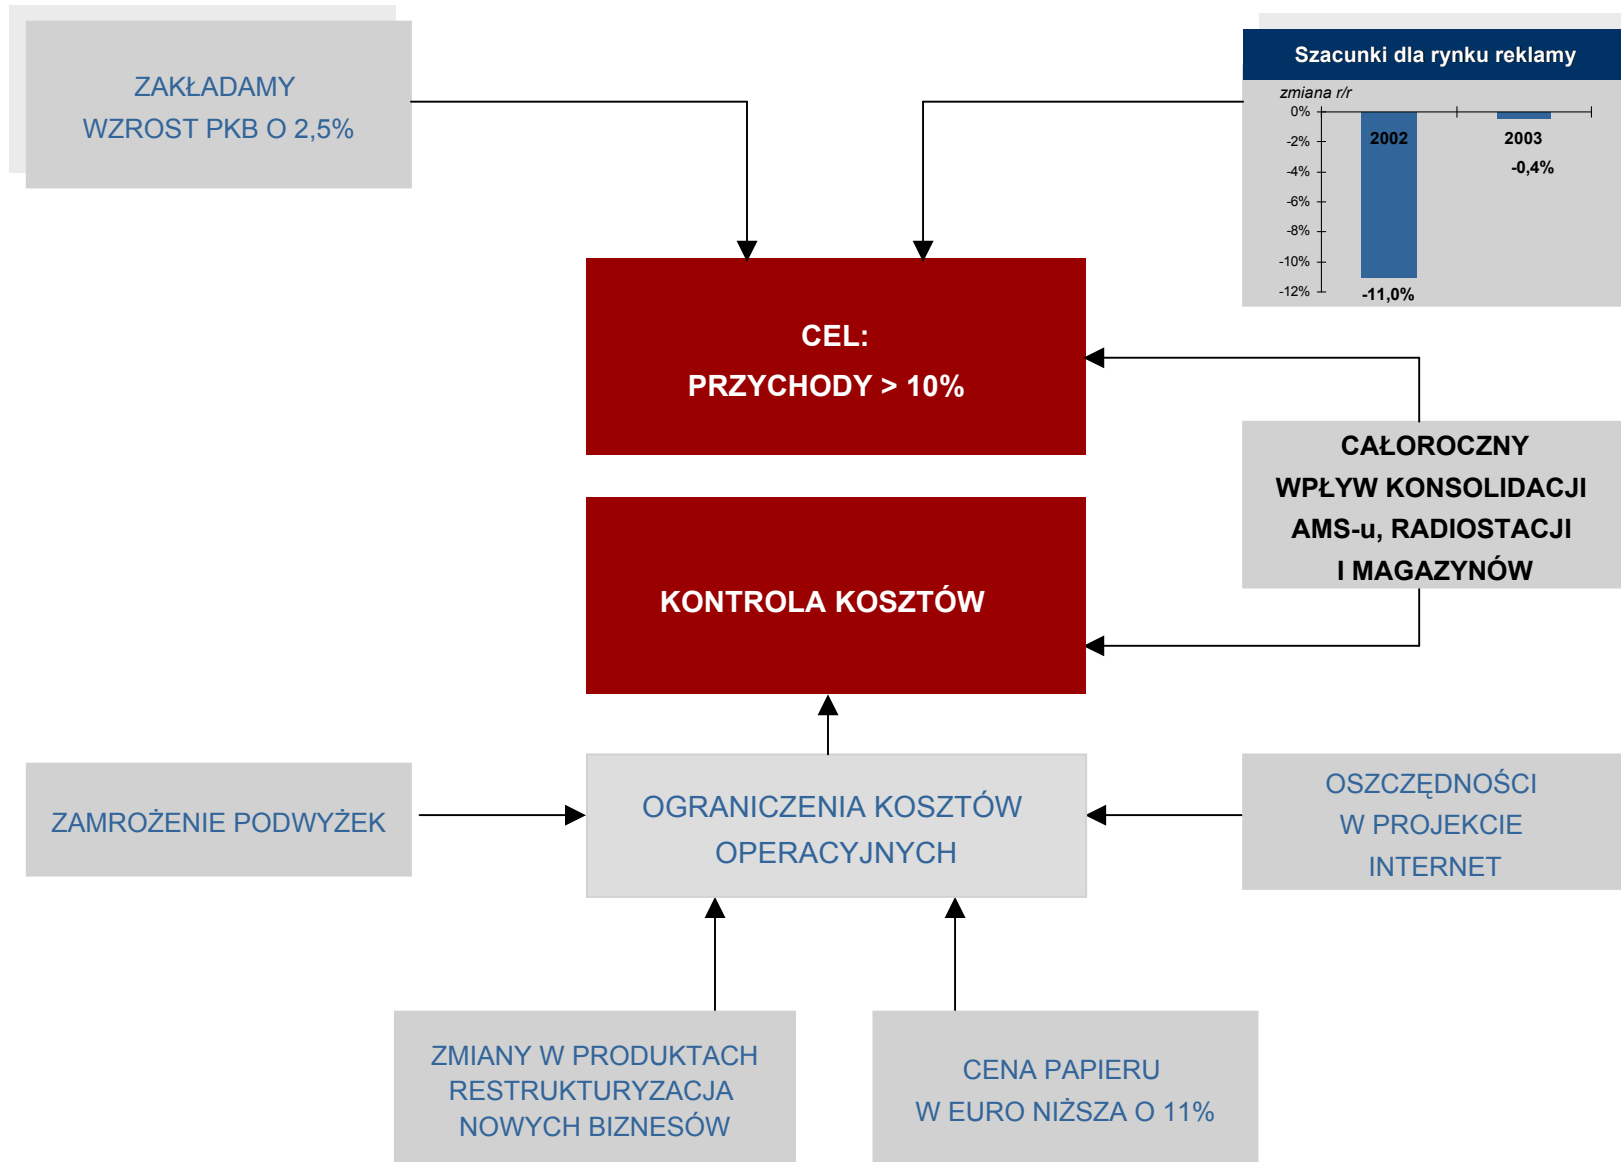 ZAKŁADAMY
WZROST PKB O 2,5%
Szacunki dla rynku reklamy
zmiana r/r
0%
-2%
-4%
-6%
-8%
-10%
-12%
2002
2003
-0,4%
-11,0%
CEL:
PRZYCHODY > 10%
CAŁOROCZNY
WPŁYW KONSOLIDACJI
AMS-u, RADIOSTACJI
I MAGAZYNÓW
KONTROLA KOSZTÓW
ZAMROŻENIE PODWYŻEK
OGRANICZENIA KOSZTÓW
OPERACYJNYCH
OSZCZĘDNOŚCI
W PROJEKCIE
INTERNET
ZMIANY W PRODUKTACH
RESTRUKTURYZACJA
NOWYCH BIZNESÓW
CENA PAPIERU
W EURO NIŻSZA O 11%